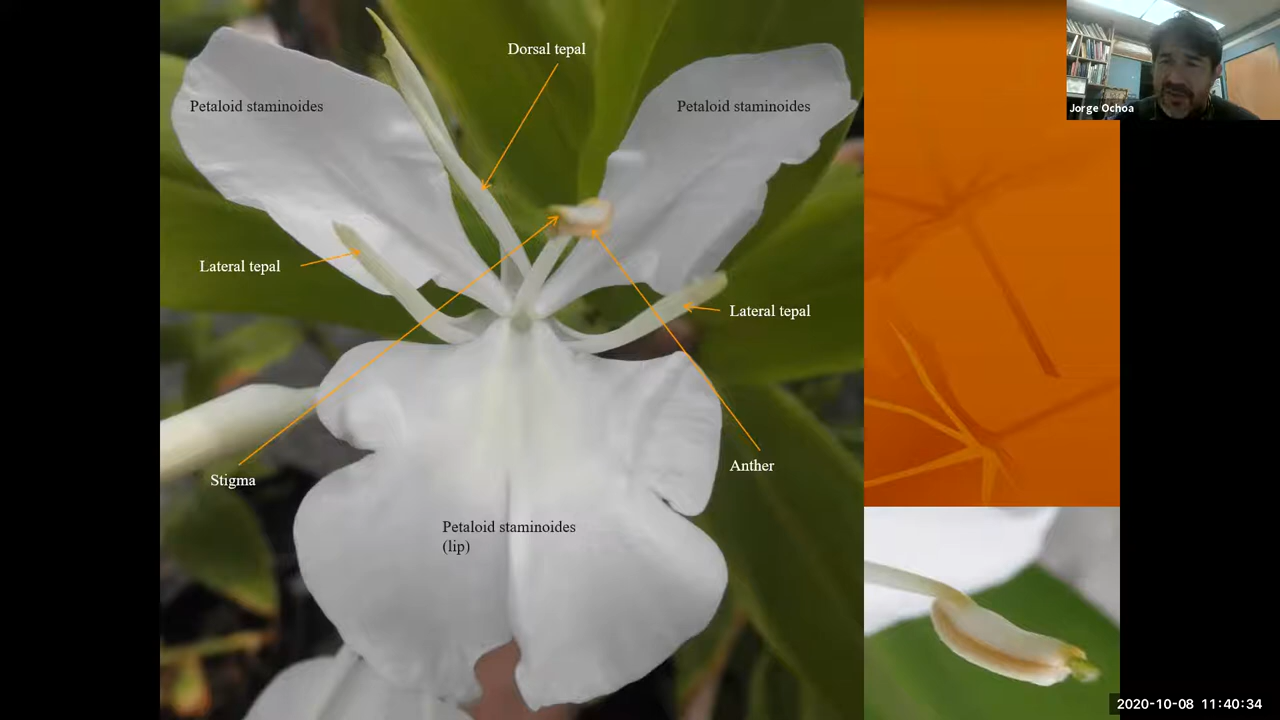 Dorsal tepal
Petaloid staminoides
Petaloid staminoides
Jorge Ochoa
Lateral tepal
Lateral tepal
Stigma
Anther
Petaloid staminoides
(lip)
2020-10-08 11:40:34